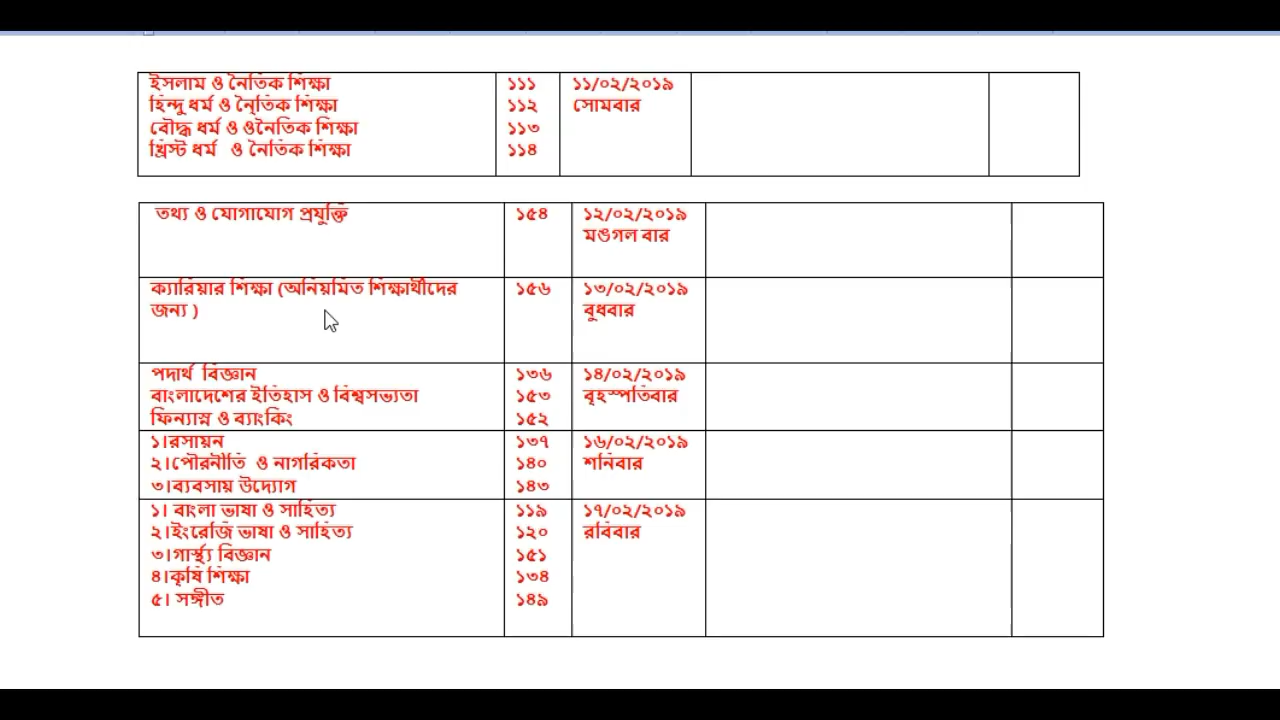 ইসলাম ও নৈতিক শিক্ষা ১১১ ১১/০২/২০১৯
হিন্দু ধর্ম ও নৈতিক শিক্ষা ১১২ সোমবার
বৌদ্ধ ধর্ম ও ওনৈতিক শিক্ষা ১১৩
খ্রিস্ট ধর্ম ও নৈতিক শিক্ষা ১১৪
তথ্য ও যোগাযোগ প্রযুক্তি ১৫৪ ১২/০২/২০১৯
মঙগল বার
ক্যারিয়ার শিক্ষা (অনিয়মিত শিক্ষার্থীদের ১৫৬ ১৩/০২/২০১৯
জন্য ) বুধবার
পদার্থ বিজ্ঞান ১৩৬ ১৪/০২/২০১৯
বাংলাদেশের ইতিহাস ও বিশ্বসভ্যতা ১৫৩ বৃহস্পতিবার
ফিন্যান্স ও ব্যাংকিং ১৫২
১।রসায়ন ১৩৭ ১৬/০২/২০১৯
২।পৌরনীতি ও নাগরিকতা ১৪০ শনিবার
৩।ব্যবসায় উদ্যোগ ১৪৩
১। বাংলা ভাষা ও সাহিত্য ১১৯ ১৭/০২/২০১৯
২।ইংরেজি ভাষা ও সাহিত্য ১২০ রবিবার
৩।গার্স্থ্য বিজ্ঞান ১৫১
৪।কৃষি শিক্ষা ১৩৪
৫। সঙ্গীত ১৪৯